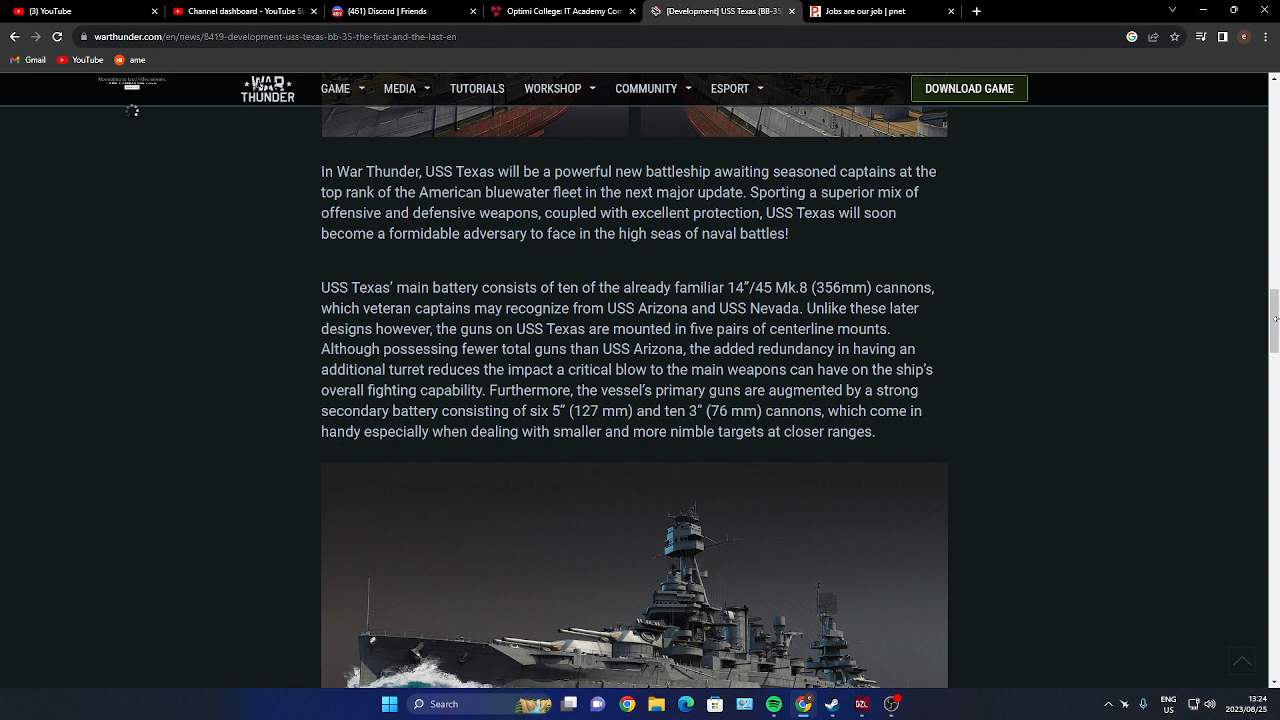 (3) YouTube
Channel dashboard - YouTube St
(461) Discord | Friends
Optimi College: IT Academy Com
[Development] USS Texas (BB-35
Jobs are our job | pnet
warthunder.com/en/news/8419-development-uss-texas-bb-35-the-first-and-the-last-en
Gmail
YouTube
ame
WAR THUNDER
GAME
MEDIA
TUTORIALS
WORKSHOP
COMMUNITY
ESPORT
DOWNLOAD GAME
In War Thunder, USS Texas will be a powerful new battleship awaiting seasoned captains at the
top rank of the American bluewater fleet in the next major update. Sporting a superior mix of
offensive and defensive weapons, coupled with excellent protection, USS Texas will soon
become a formidable adversary to face in the high seas of naval battles!
USS Texas’ main battery consists of ten of the already familiar 14”/45 Mk.8 (356mm) cannons,
which veteran captains may recognize from USS Arizona and USS Nevada. Unlike these later
designs however, the guns on USS Texas are mounted in five pairs of centerline mounts.
Although possessing fewer total guns than USS Arizona, the added redundancy in having an
additional turret reduces the impact a critical blow to the main weapons can have on the ship’s
overall fighting capability. Furthermore, the vessel’s primary guns are augmented by a strong
secondary battery consisting of six 5” (127 mm) and ten 3” (76 mm) cannons, which come in
handy especially when dealing with smaller and more nimble targets at closer ranges.
Search
ENG
US
13:24
2023/06/25